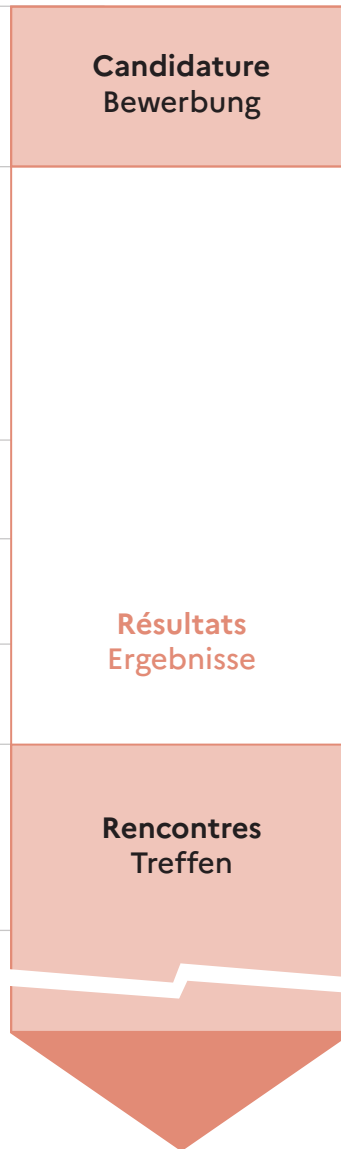 Candidature
Bewerbung
Résultats
Ergebnisse
Rencontres
Treffen